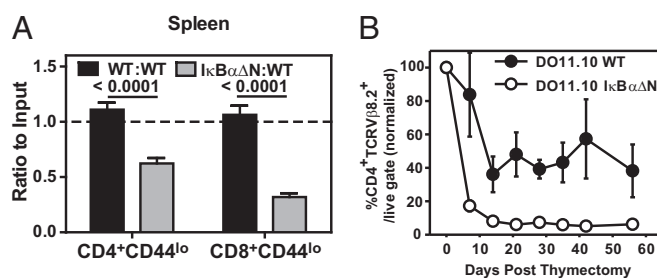 A
Spleen
WT:WT
IκBαΔN:WT
< 0.0001
< 0.0001
Ratio to Input
1.5
1.0
0.5
0.0
CD4+CD44lo
CD8+CD44lo
B
DO11.10 WT
DO11.10 IκBαΔN
%CD4+TCRVβ8.2+
/live gate (normalized)
100
80
60
40
20
0
0 10 20 30 40 50 60
Days Post Thymectomy